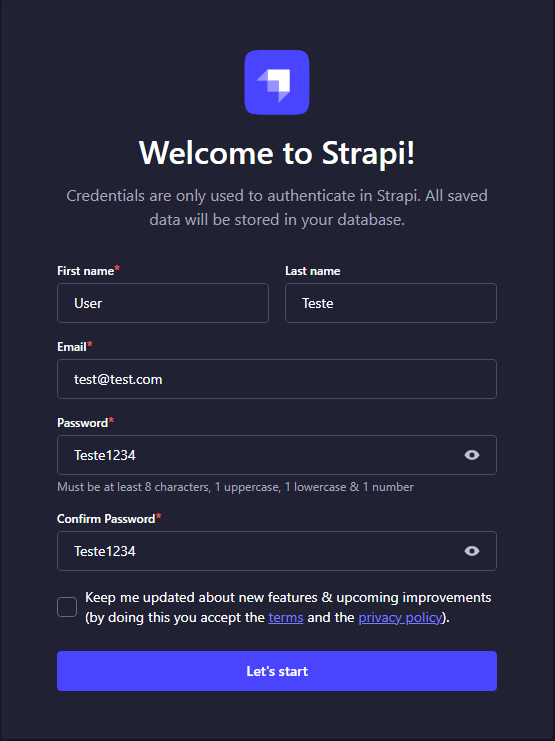 Welcome to Strapi!
Credentials are only used to authenticate in Strapi. All saved
data will be stored in your database.
First name*
Last name
User
Teste
Email*
test@test.com
Password*
Teste1234
Must be at least 8 characters, 1 uppercase, 1 lowercase & 1 number
Confirm Password*
Teste1234
Keep me updated about new features & upcoming improvements
(by doing this you accept the terms and the privacy policy).
Let's start